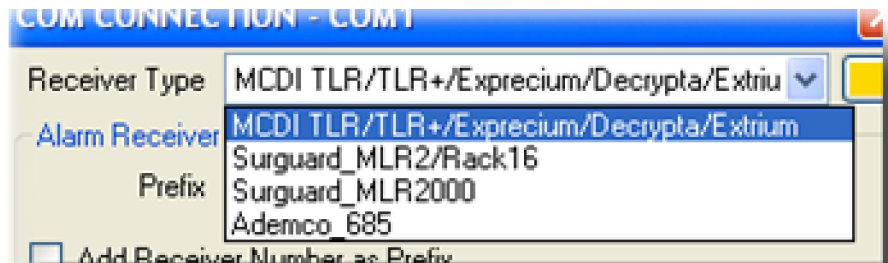 COM CONNECTION - COM1
Receiver Type MCDI TLR/TLR+/Exprecium/Decrypta/Extriu
Alarm Receiver MCDI TLR/TLR+/Exprecium/Decrypta/Extrium
Surguard_MLR2/Rack16
Prefix Surguard_MLR2000
Ademco_685
Add Receiver Number as Prefix